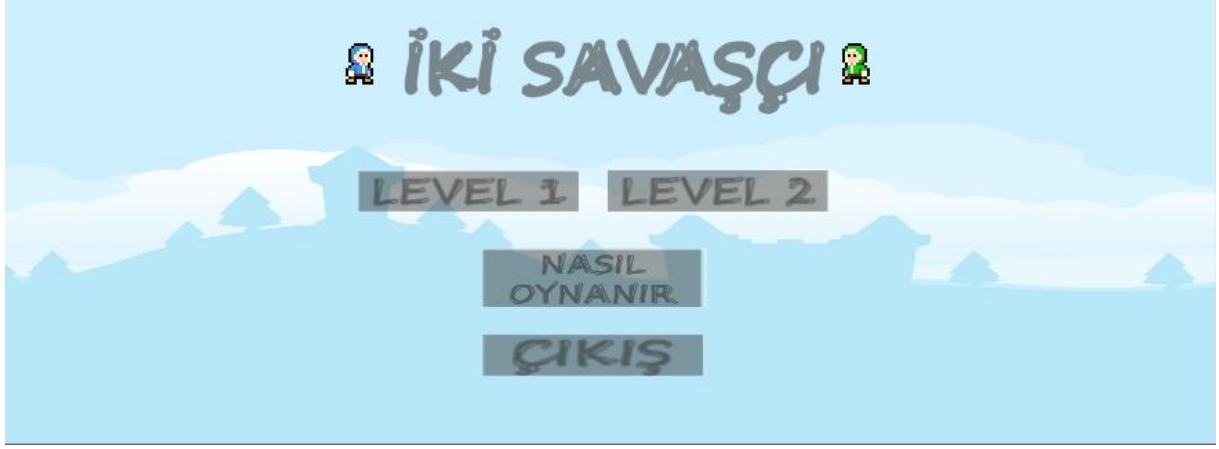 İKİ SAVAŞÇI
LEVEL 1
LEVEL 2
NASIL
OYNANIR
ÇIKIŞ